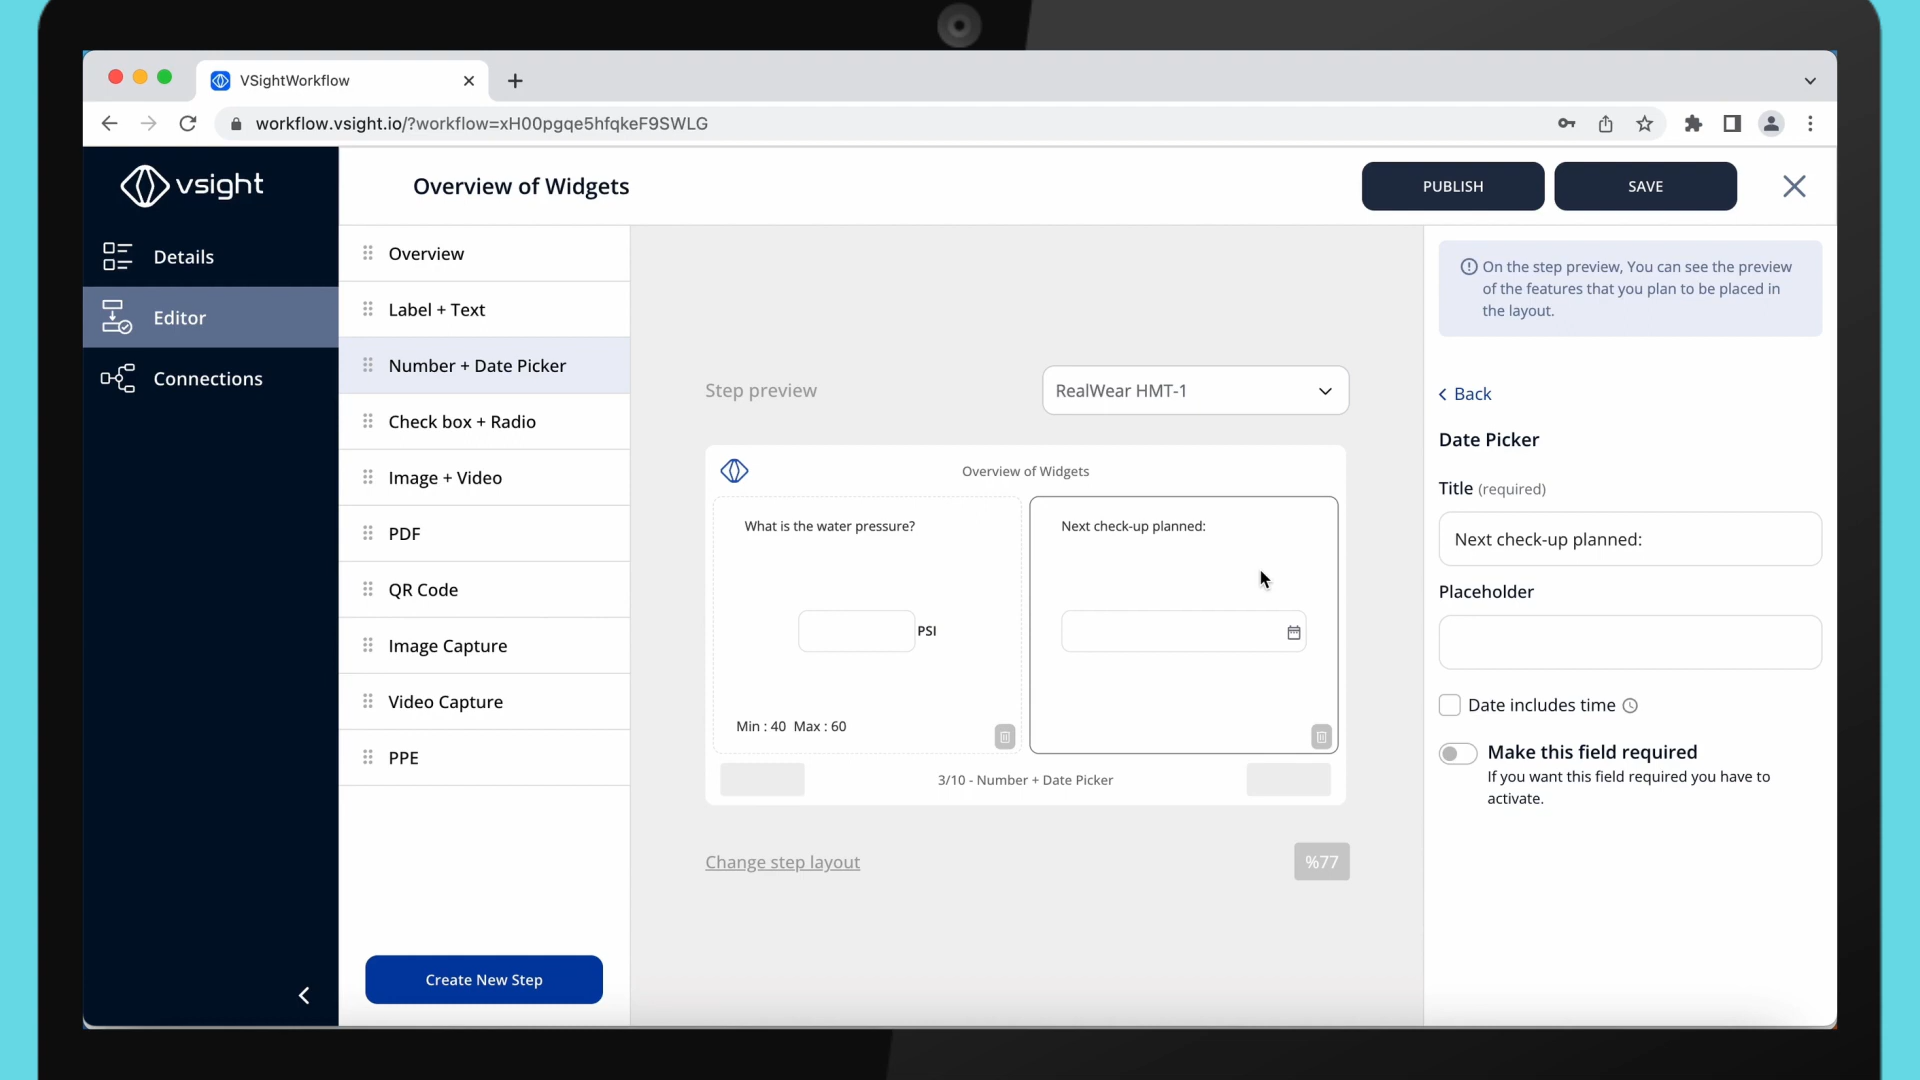 VSightWorkflow
workflow.vsight.io/?workflow=xH00pgqe5hfqkeF9SWLG
vsight
Overview of Widgets
PUBLISH
SAVE
Details
Editor
Connections
Overview
Label + Text
Number + Date Picker
Check box + Radio
Image + Video
PDF
QR Code
Image Capture
Video Capture
PPE
Create New Step
Step preview
RealWear HMT-1
Overview of Widgets
What is the water pressure?
PSI
Min : 40 Max : 60
Next check-up planned:
3/10 - Number + Date Picker
Change step layout
%77
On the step preview, You can see the preview
of the features that you plan to be placed in
the layout.
Back
Date Picker
Title (required)
Next check-up planned:
Placeholder
Date includes time
Make this field required
If you want this field required you have to
activate.